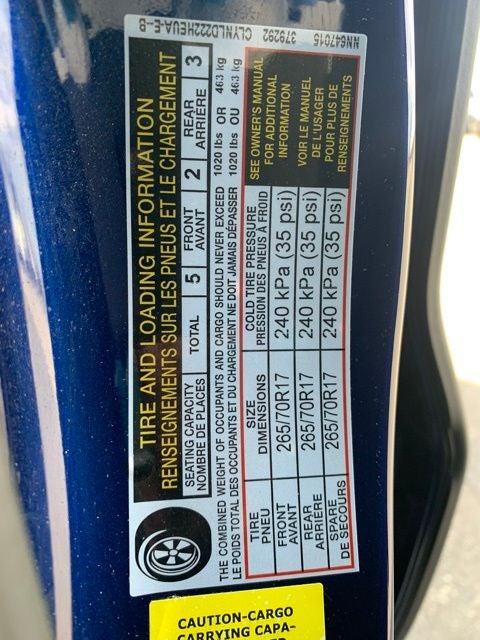 NN647015 379292 CLYNLD222HEUA-E--B
TIRE AND LOADING INFORMATION
RENSEIGNEMENTS SUR LES PNEUS ET LE CHARGEMENT
SEATING CAPACITY TOTAL 5 FRONT 2 REAR 3
NOMBRE DE PLACES AVANT ARRIÈRE
THE COMBINED WEIGHT OF OCCUPANTS AND CARGO SHOULD NEVER EXCEED 1020 lbs OR 463 kg
LE POIDS TOTAL DES OCCUPANTS ET DU CHARGEMENT NE DOIT JAMAIS DÉPASSER 1020 lbs OU 463 kg
TIRE SIZE COLD TIRE PRESSURE
PNEU DIMENSIONS PRESSION DES PNEUS À FROID
FRONT 265/70R17 240 kPa (35 psi)
AVANT
REAR 265/70R17 240 kPa (35 psi)
ARRIÈRE
SPARE 265/70R17 240 kPa (35 psi)
DE SECOURS
SEE OWNER'S MANUAL
FOR ADDITIONAL
INFORMATION
VOIR LE MANUEL
DE L'USAGER
POUR PLUS DE
RENSEIGNEMENTS
CAUTION-CARGO
CARRYING CAPA-